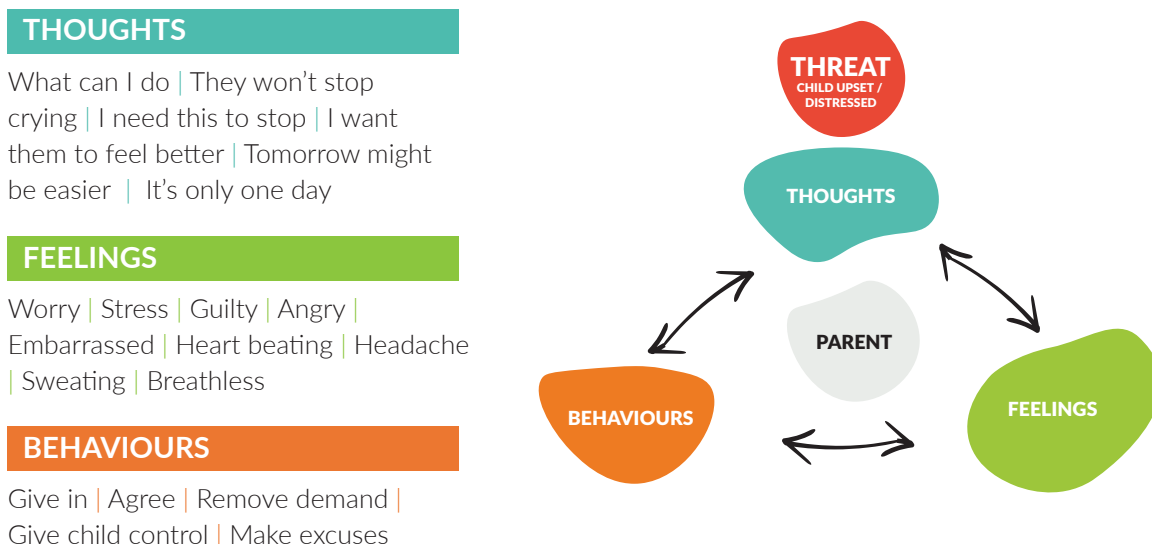 THOUGHTS
What can I do | They won’t stop
crying | I need this to stop | I want
them to feel better | Tomorrow might
be easier | It’s only one day
FEELINGS
Worry | Stress | Guilty | Angry |
Embarrassed | Heart beating | Headache
| Sweating | Breathless
BEHAVIOURS
Give in | Agree | Remove demand |
Give child control | Make excuses
THREAT
CHILD UPSET /
DISTRESSED
THOUGHTS
PARENT
BEHAVIOURS
FEELINGS